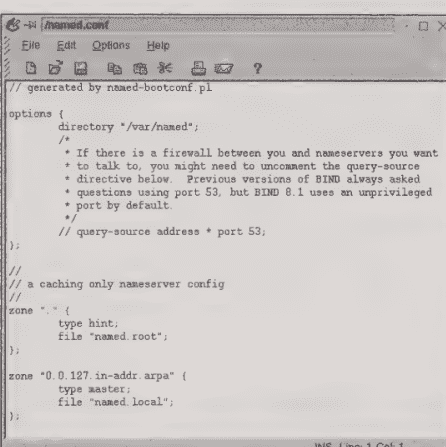 /named.conf
File Edit Options Help
?
// generated by named-bootconf.pl
options {
directory "/var/named";
/*
* If there is a firewall between you and nameservers you want
* to talk to, you might need to uncomment the query-source
* directive below. Previous versions of BIND always asked
* questions using port 53, but BIND 8.1 uses an unprivileged
* port by default.
*/
// query-source address * port 53;
};
//
// a caching only nameserver config
//
zone "." {
type hint;
file "named.root";
};
zone "0.0.127.in-addr.arpa" {
type master;
file "named.local";
};
INS Line: 1 Col: 1